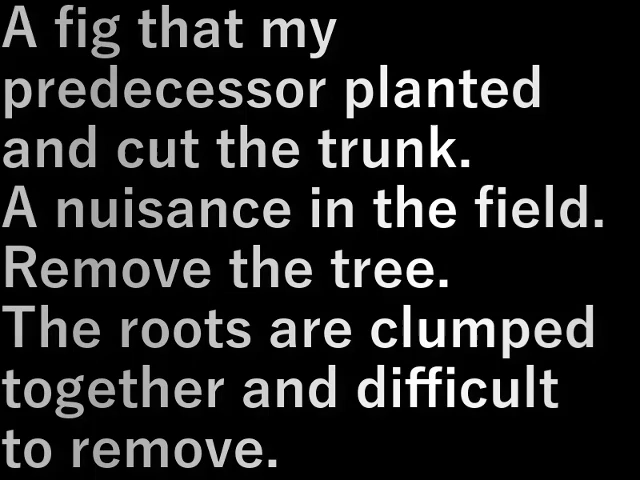 A fig that my
predecessor planted
and cut the trunk.
A nuisance in the field.
Remove the tree.
The roots are clumped
together and difficult
to remove.